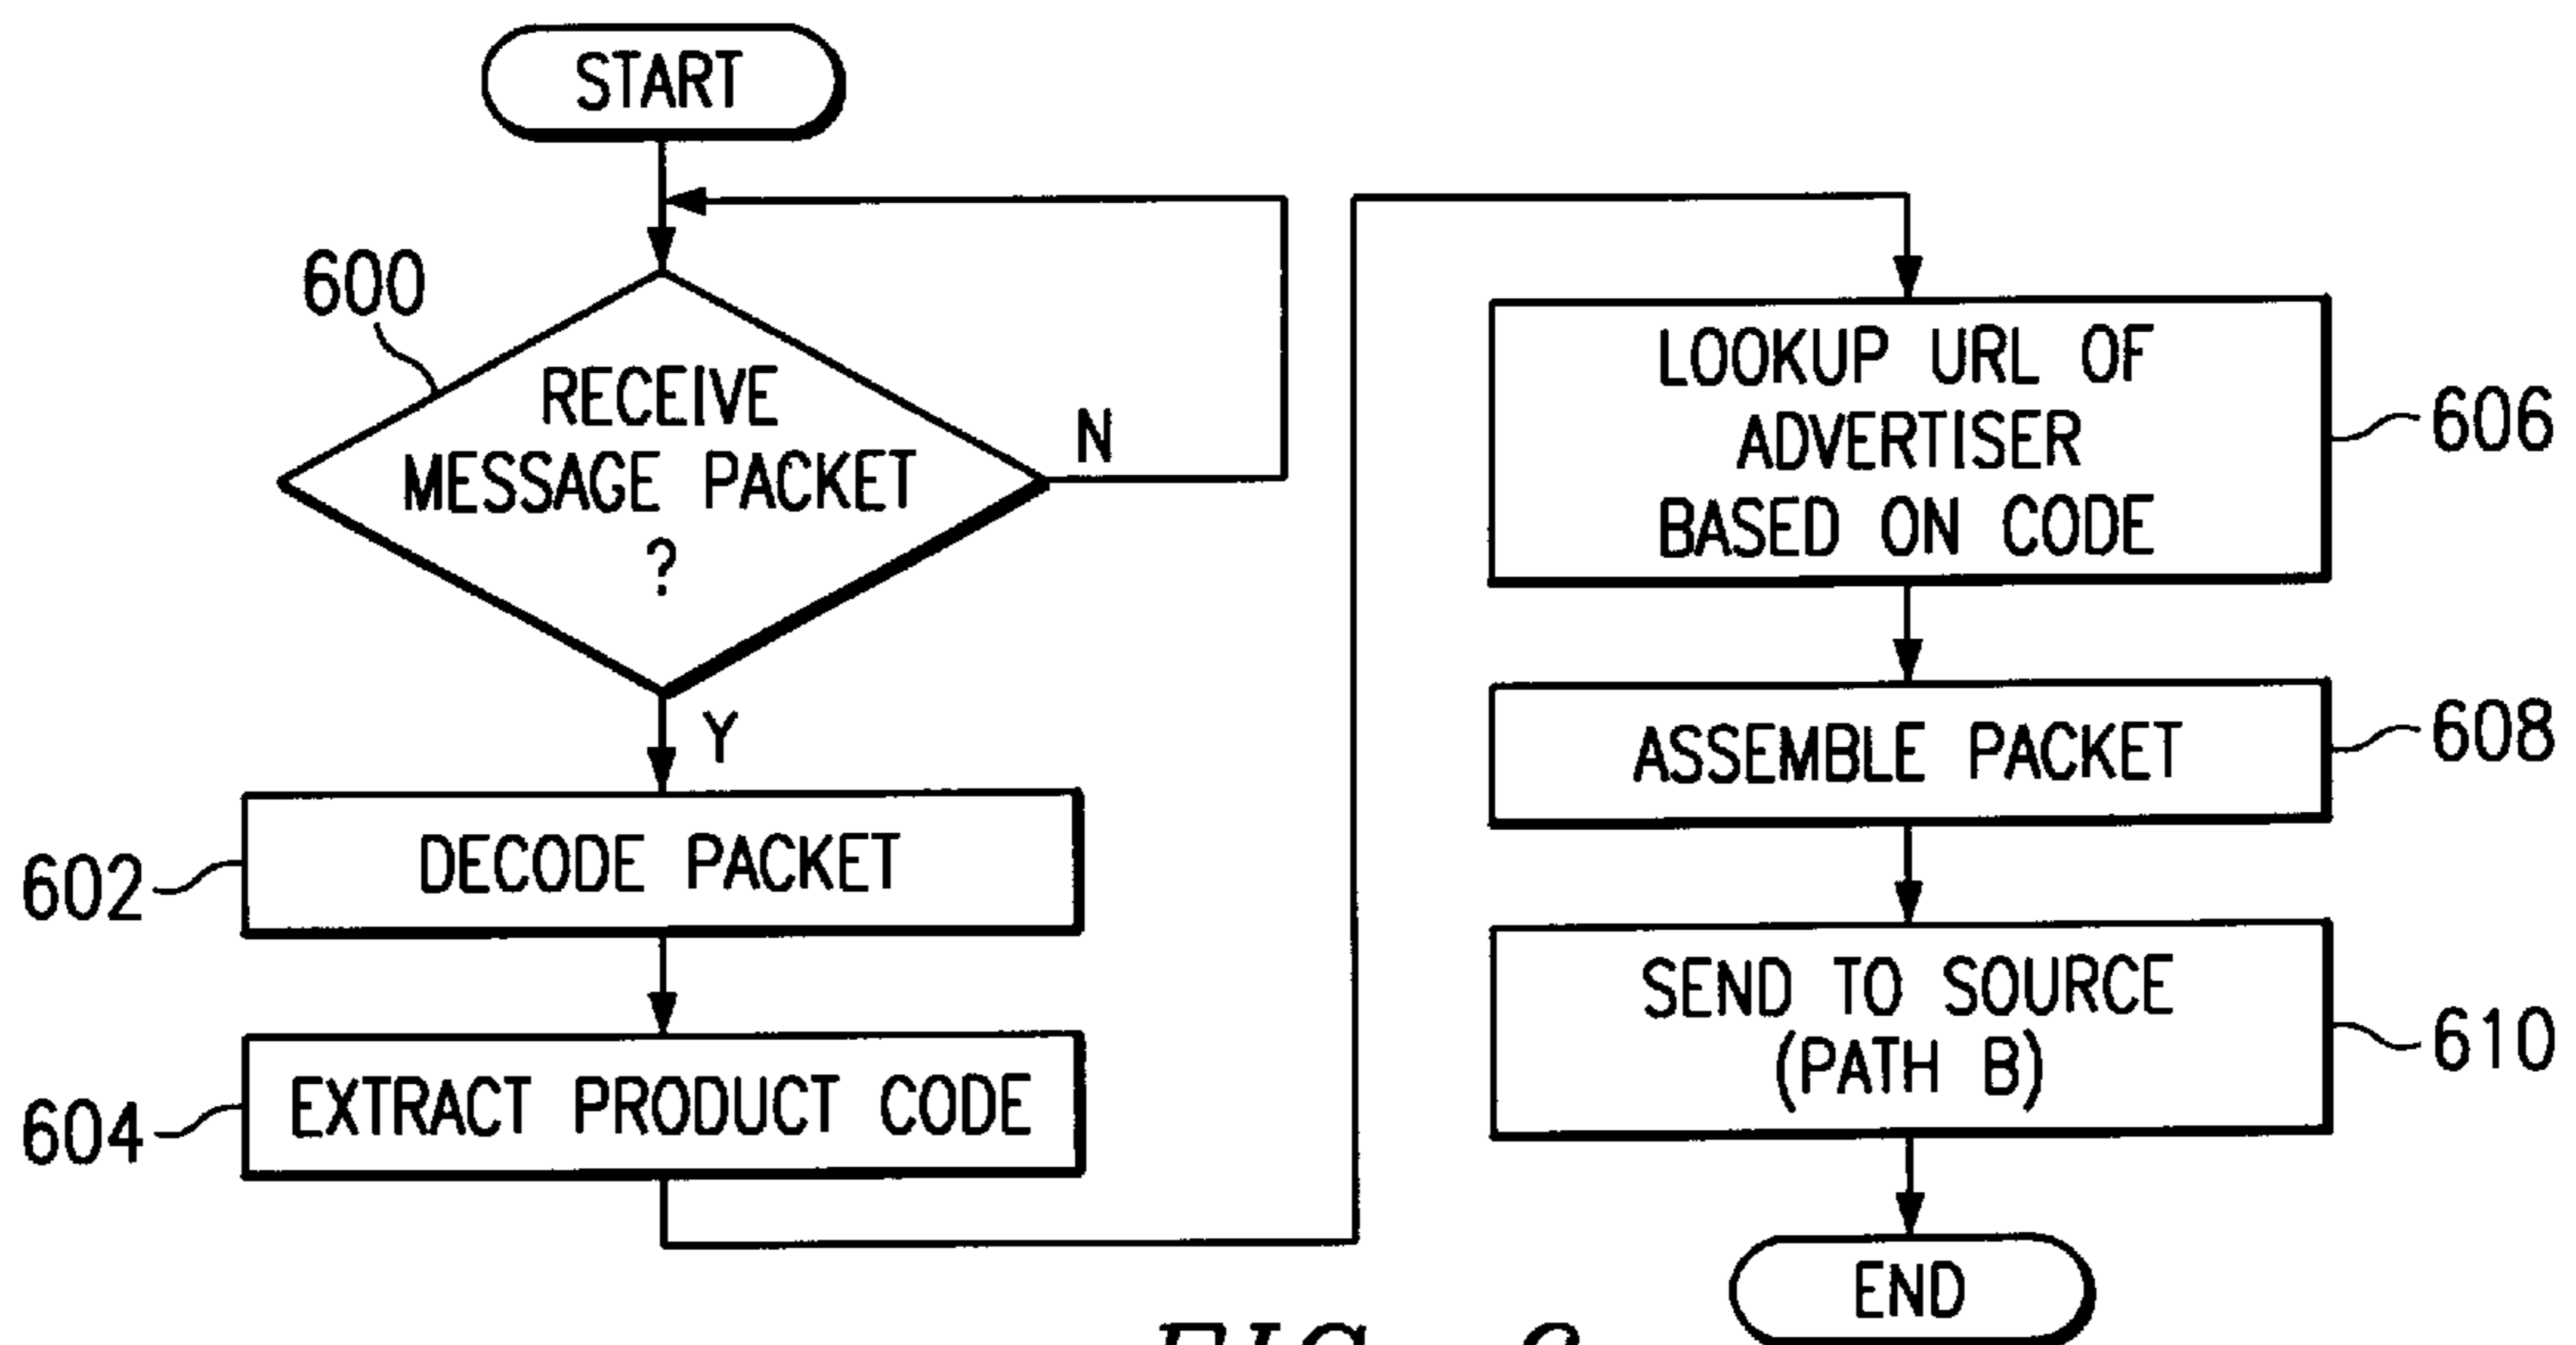 START
600
RECEIVE
MESSAGE PACKET
?
N
Y
602
DECODE PACKET
604
EXTRACT PRODUCT CODE
LOOKUP URL OF
ADVERTISER
BASED ON CODE
606
ASSEMBLE PACKET
608
SEND TO SOURCE
(PATH B)
610
END